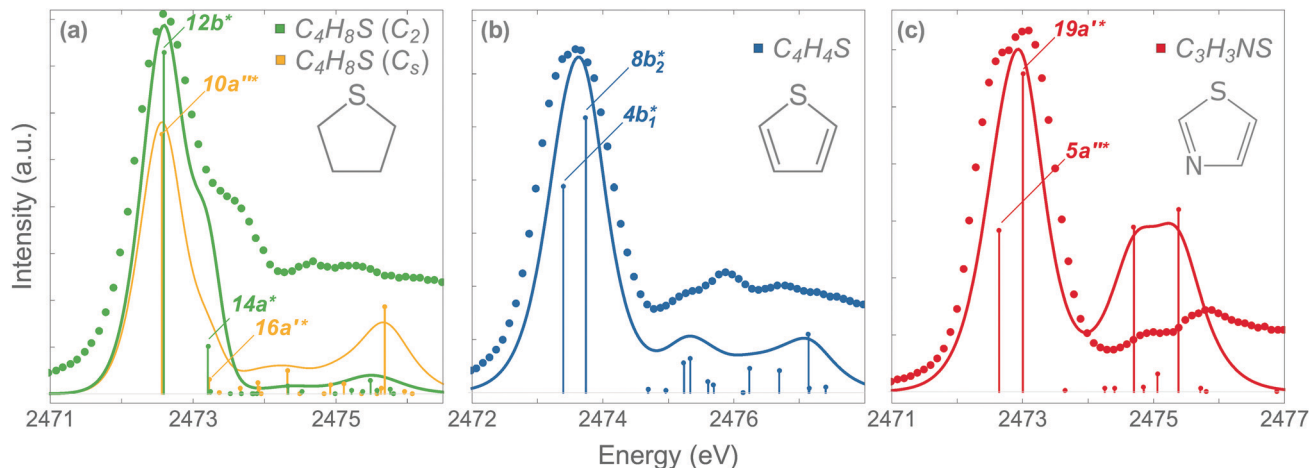 (a)
12b*
C4H8S (C2)
C4H8S (Cs)
10a''*
S
14a*
16a'*
(b)
C4H4S
8b2*
4b1*
S
(c)
19a'*
C3H3NS
S
N
5a''*
Intensity (a.u.)
2471 2473 2475
2472 2474 2476
2471 2473 2475 2477
Energy (eV)